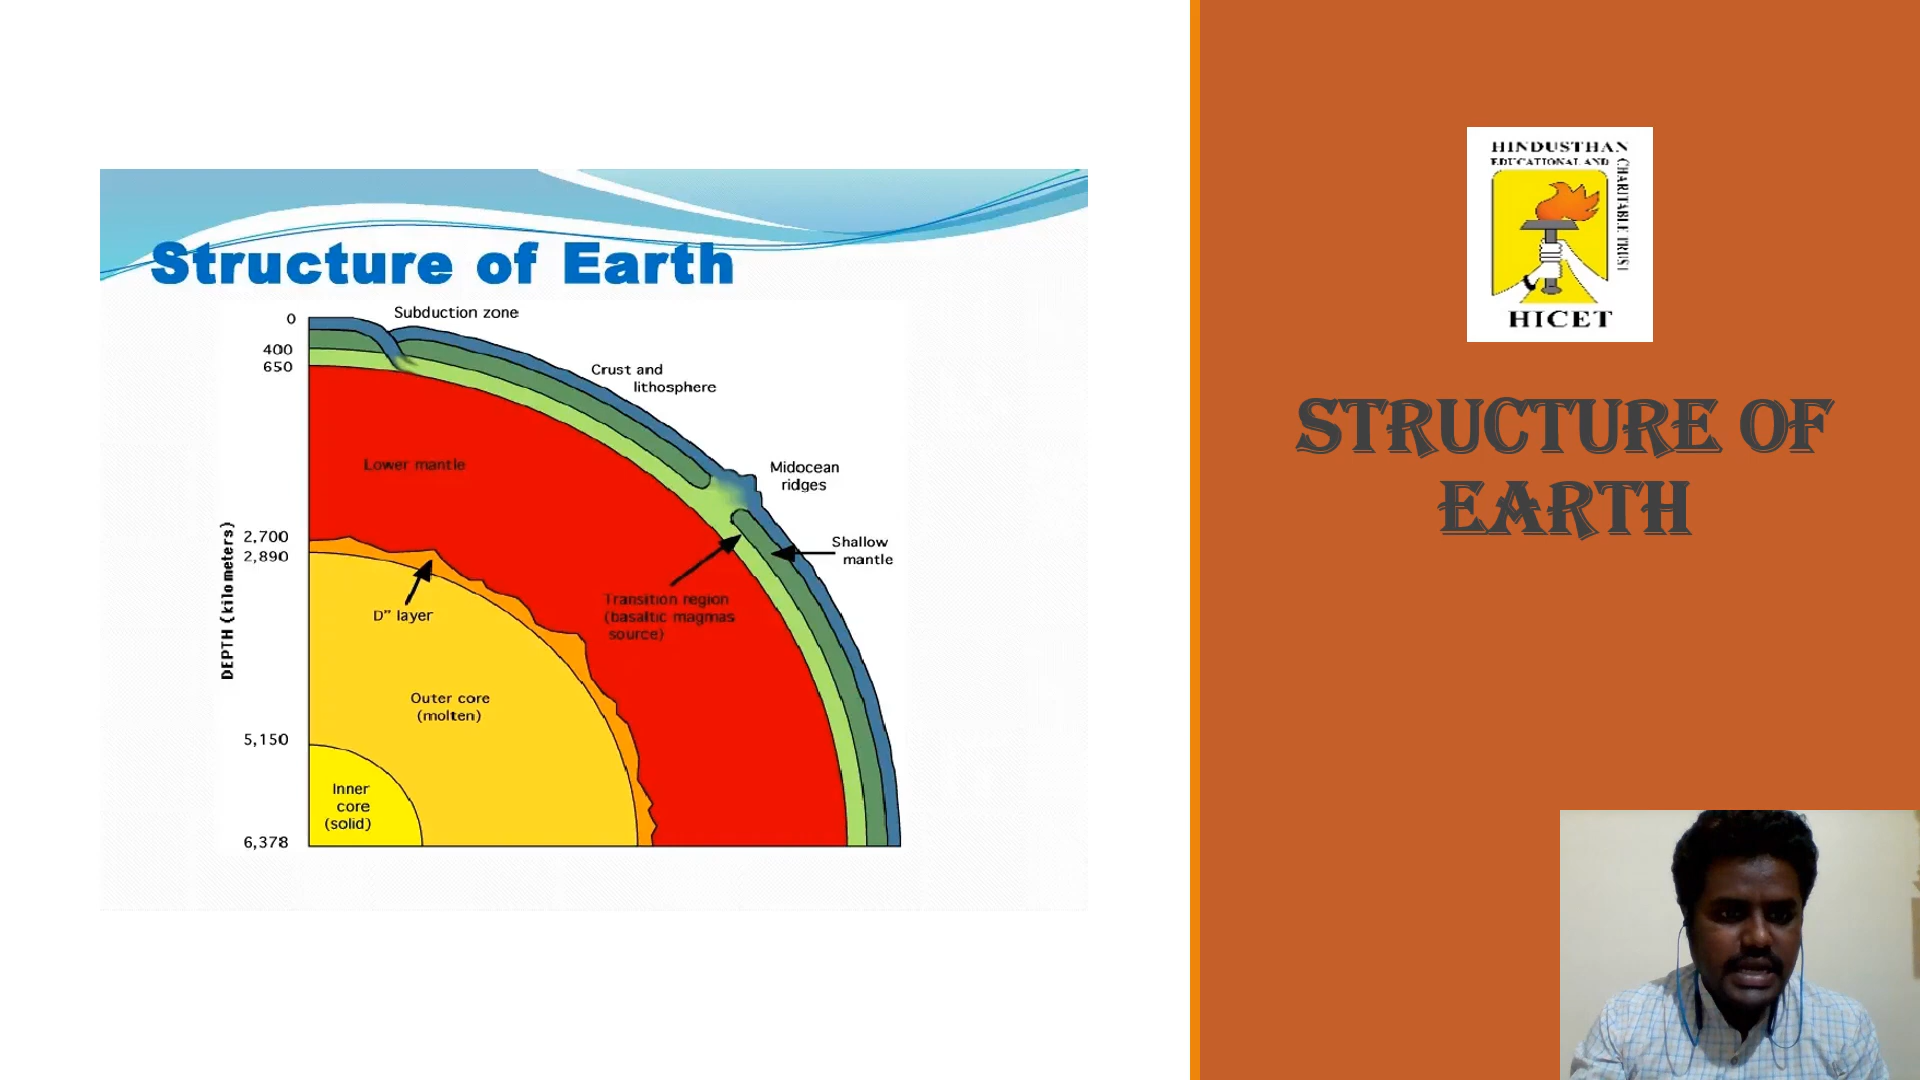 Structure of Earth
Subduction zone
0
400
650
Crust and
lithosphere
Lower mantle
Midocean
ridges
2,700
2,890
Shallow
mantle
DEPTH (kilometers)
D” layer
Transition region
(basaltic magmas
source)
Outer core
(molten)
5,150
Inner
core
(solid)
6,378
HINDUSTHAN
EDUCATIONAL AND
CHARITABLE TRUST
HICET
STRUCTURE OF
EARTH